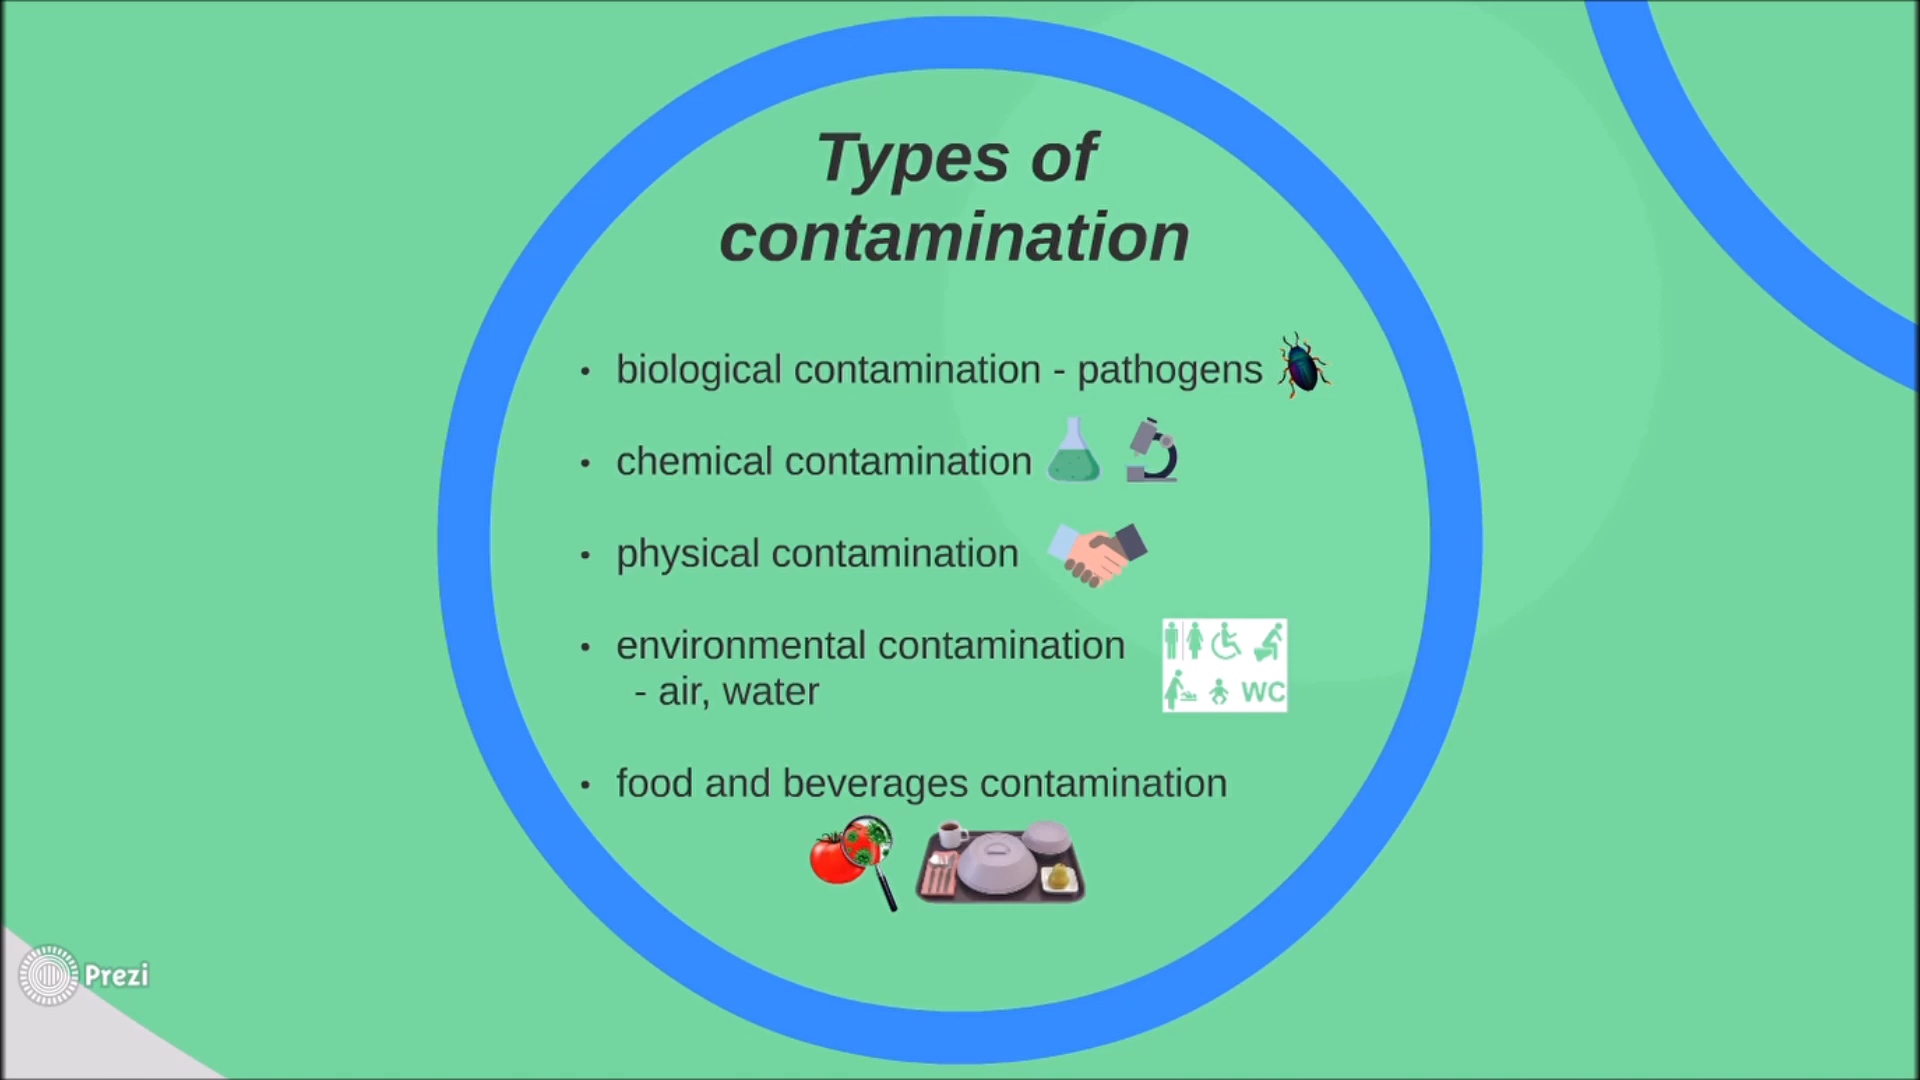 Types of
contamination
• biological contamination - pathogens
• chemical contamination
• physical contamination
• environmental contamination
- air, water
WC
• food and beverages contamination
Prezi